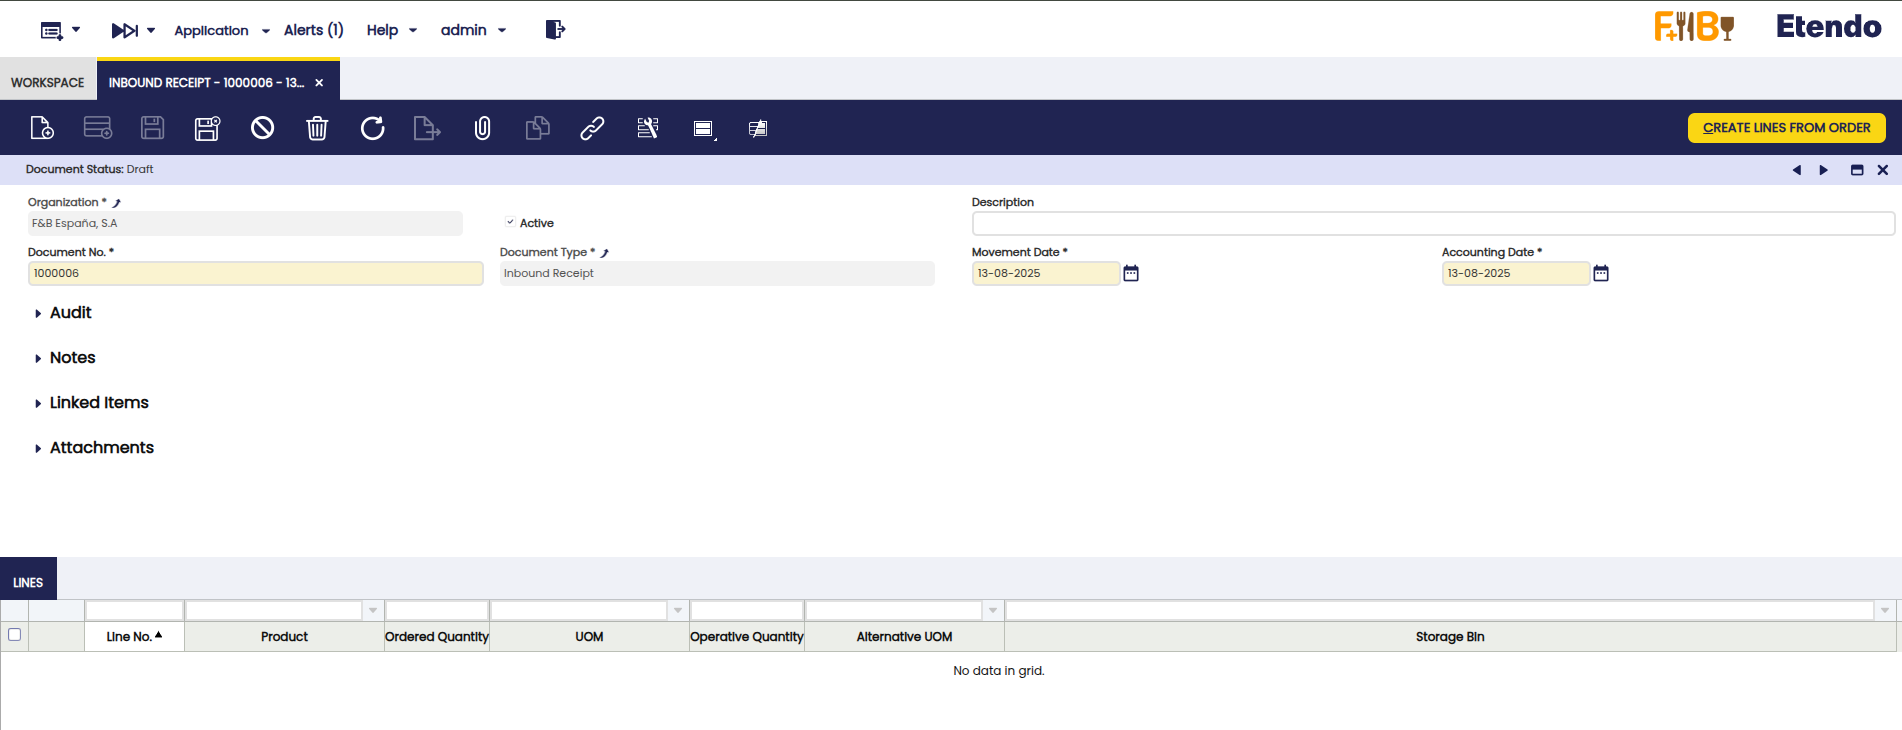 Application
Alerts (1)
Help
admin
F+B
Etendo
WORKSPACE
INBOUND RECEIPT - 1000006 - 13...
CREATE LINES FROM ORDER
Document Status: Draft
Organization *
F&B España, S.A
Active
Description
Document No. *
1000006
Document Type *
Inbound Receipt
Movement Date *
13-08-2025
Accounting Date *
13-08-2025
Audit
Notes
Linked Items
Attachments
LINES
Line No.
Product
Ordered Quantity
UOM
Operative Quantity
Alternative UOM
Storage Bin
No data in grid.